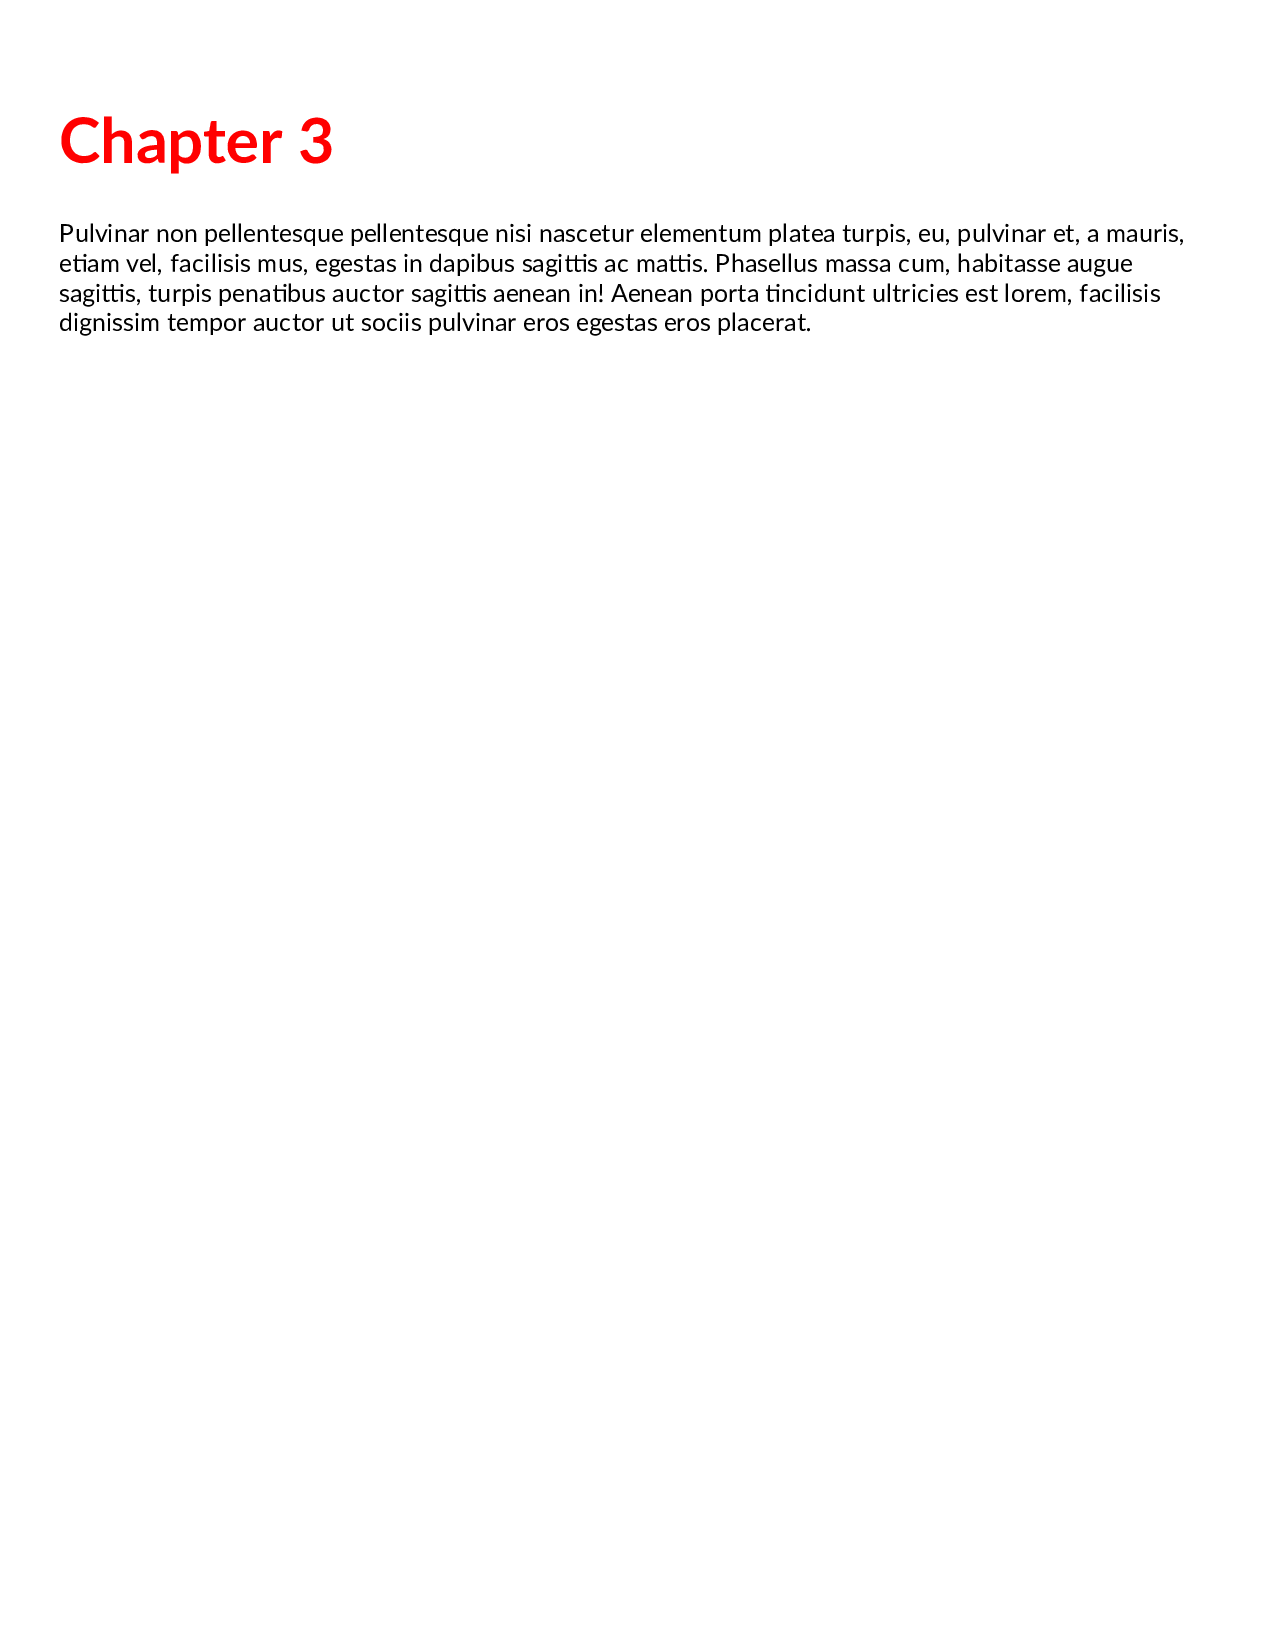 Chapter 3
Pulvinar non pellentesque pellentesque nisi nascetur elementum platea turpis, eu, pulvinar et, a mauris,
etiam vel, facilisis mus, egestas in dapibus sagittis ac mattis. Phasellus massa cum, habitasse augue
sagittis, turpis penatibus auctor sagittis aenean in! Aenean porta tincidunt ultricies est lorem, facilisis
dignissim tempor auctor ut sociis pulvinar eros egestas eros placerat.